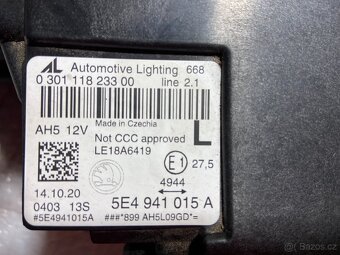 AL Automotive Lighting 668
0 301 118 233 00 line 2.1
AH5 12V Made in Czechia
Not CCC approved L
LE18A6419
E1 27,5
4944
14.10.20
0403 13S 5E4 941 015 A
#5E4941015A ###*899 AH5L09GD*=
bazos.cz